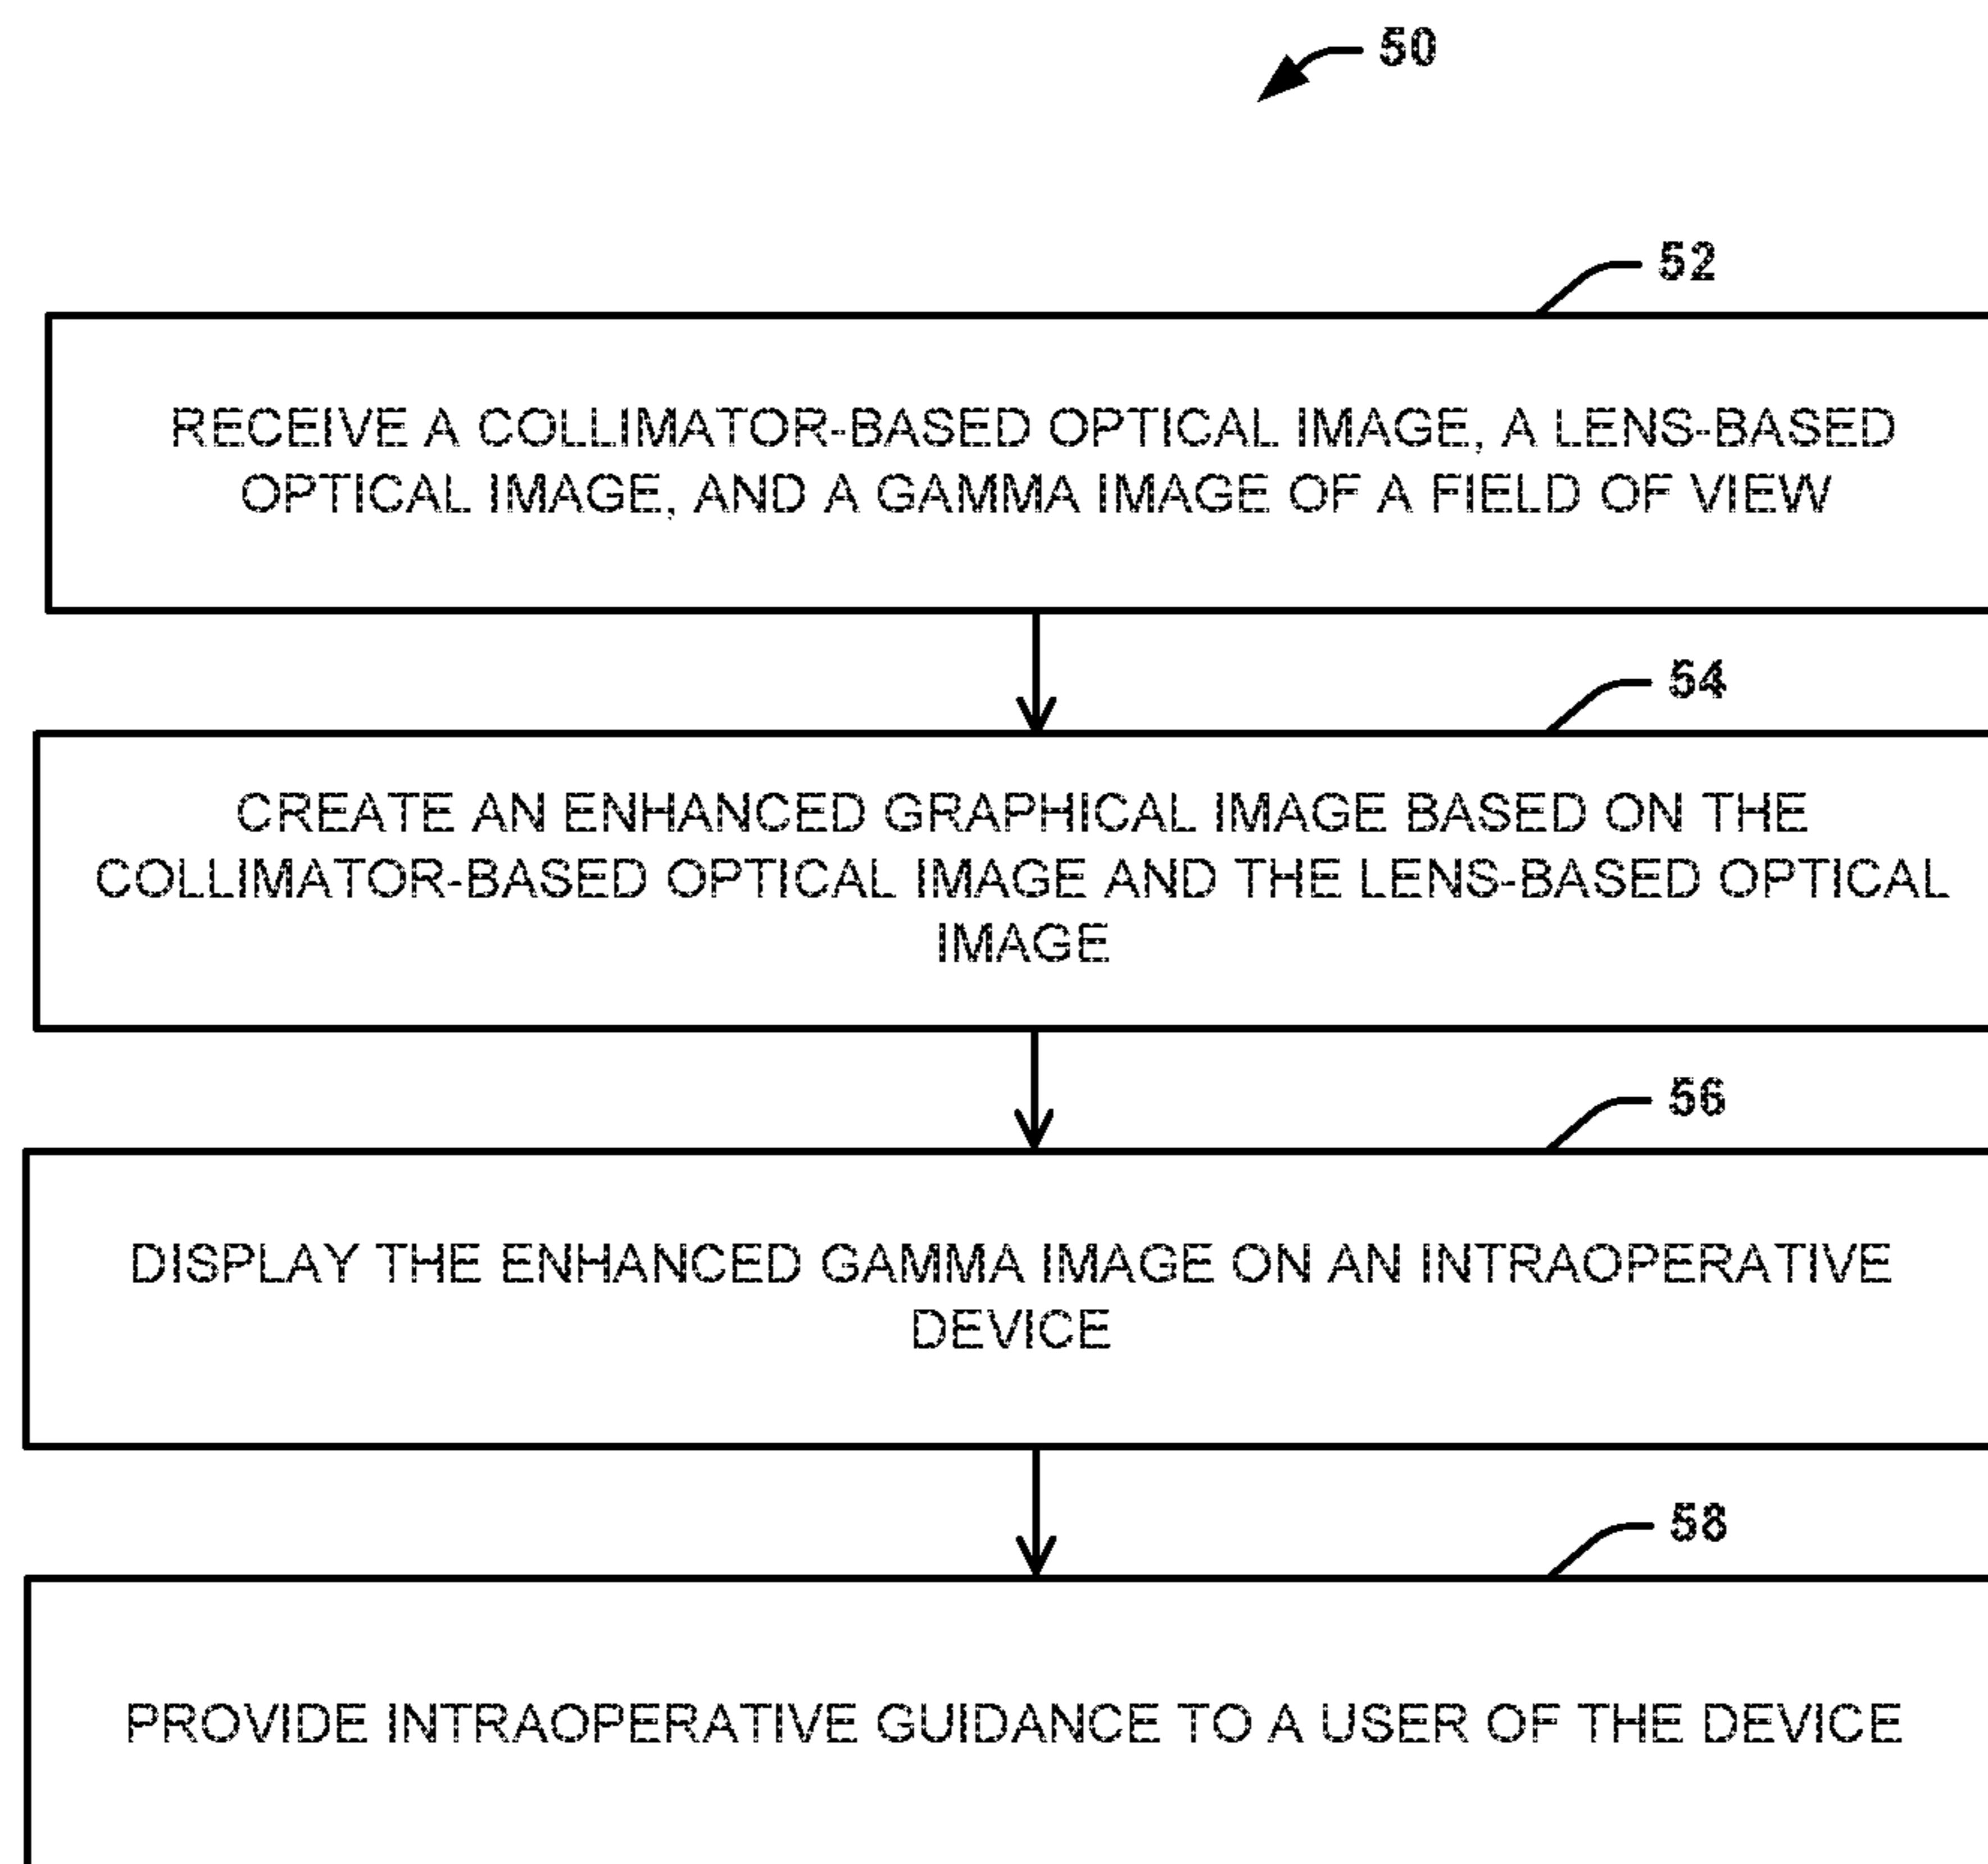 50
52
RECEIVE A COLLIMATOR-BASED OPTICAL IMAGE, A LENS-BASED
OPTICAL IMAGE, AND A GAMMA IMAGE OF A FIELD OF VIEW
54
CREATE AN ENHANCED GRAPHICAL IMAGE BASED ON THE
COLLIMATOR-BASED OPTICAL IMAGE AND THE LENS-BASED OPTICAL
IMAGE
56
DISPLAY THE ENHANCED GAMMA IMAGE ON AN INTRAOPERATIVE
DEVICE
58
PROVIDE INTRAOPERATIVE GUIDANCE TO A USER OF THE DEVICE